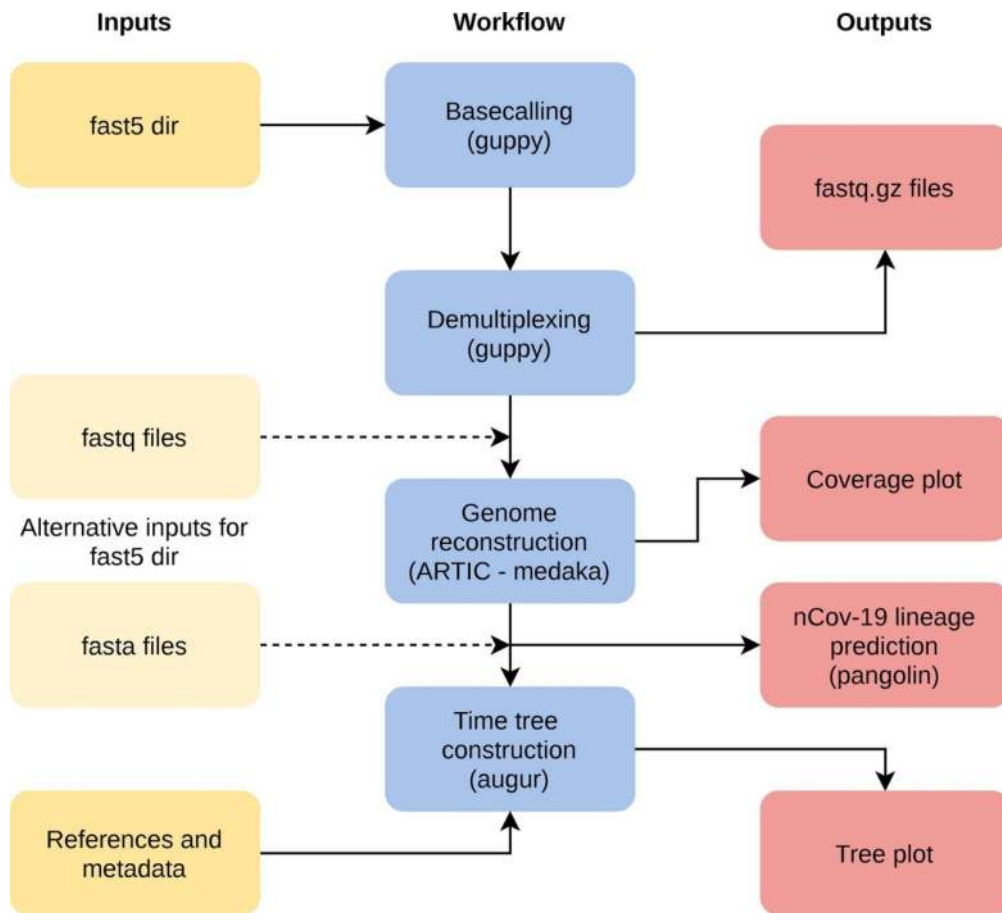 Inputs
Workflow
Outputs
fast5 dir
Basecalling
(guppy)
fastq.gz files
Demultiplexing
(guppy)
fastq files
Coverage plot
Genome
reconstruction
(ARTIC - medaka)
Alternative inputs for
fast5 dir
fasta files
nCov-19 lineage
prediction
(pangolin)
Time tree
construction
(augur)
References and
metadata
Tree plot